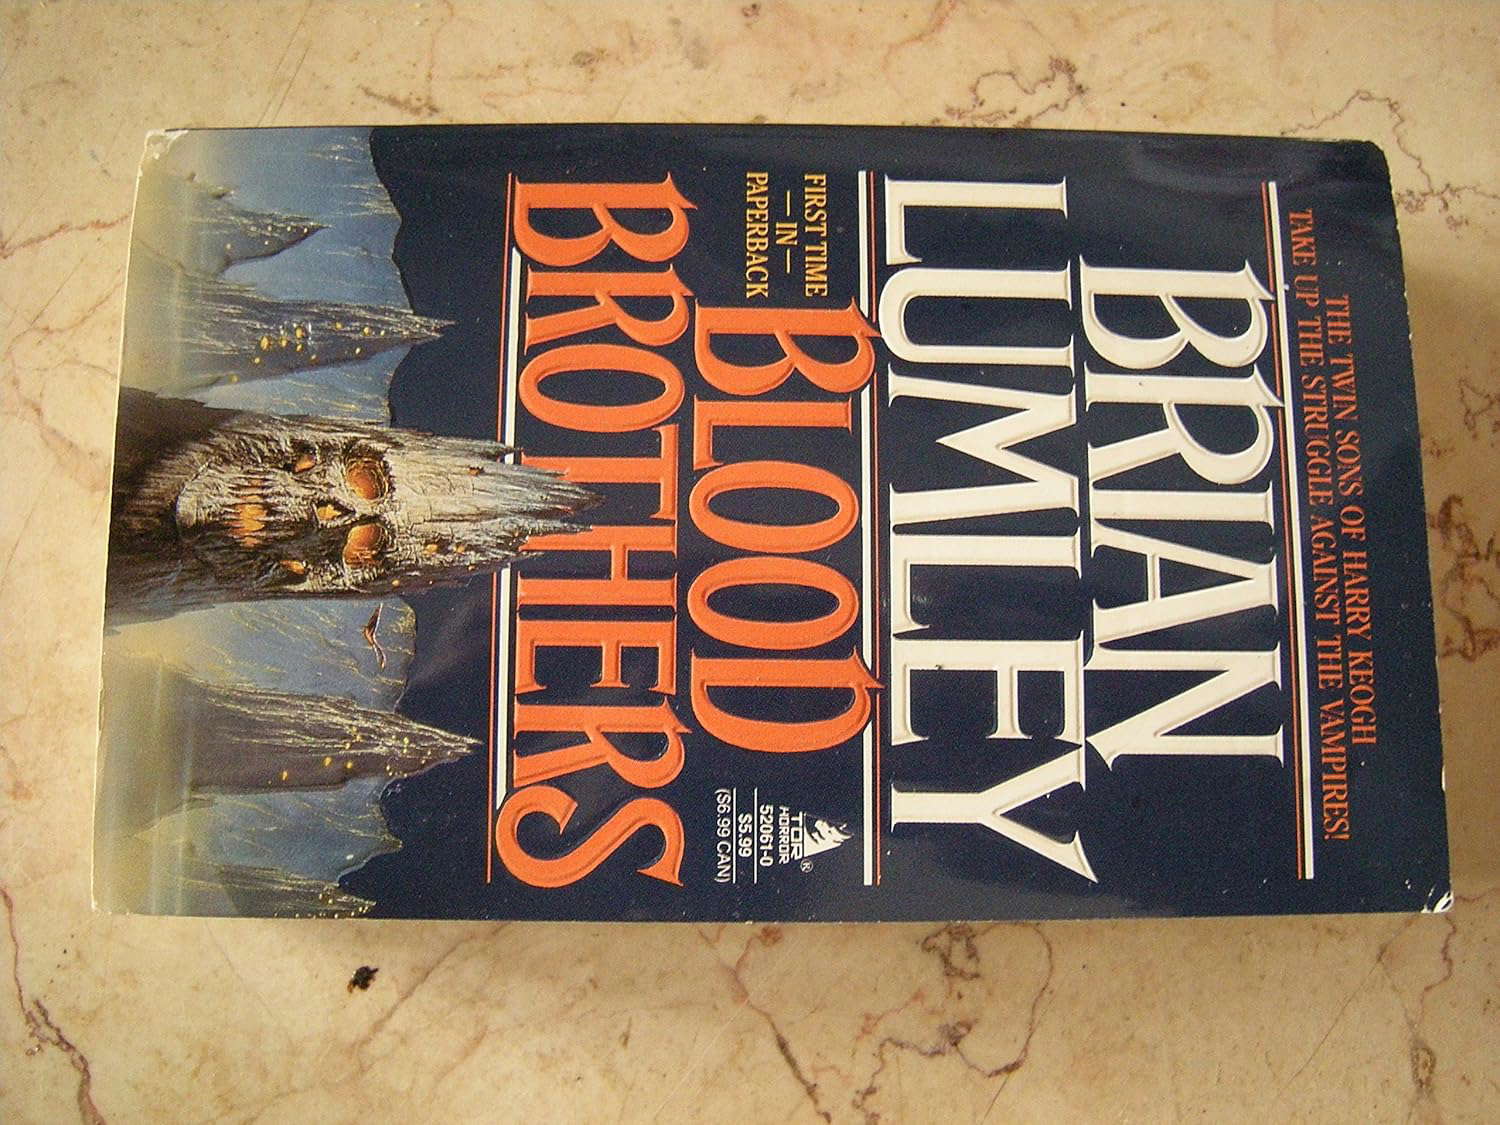 THE TWIN SONS OF HARRY KEOGH
TAKE UP THE STRUGGLE AGAINST THE VAMPIRES!
BRIAN
LUMLEY
FIRST TIME
— IN —
PAPERBACK
BLOOD
BROTHERS
TOR®
HORROR
52061-0
$5.99
($6.99 CAN)